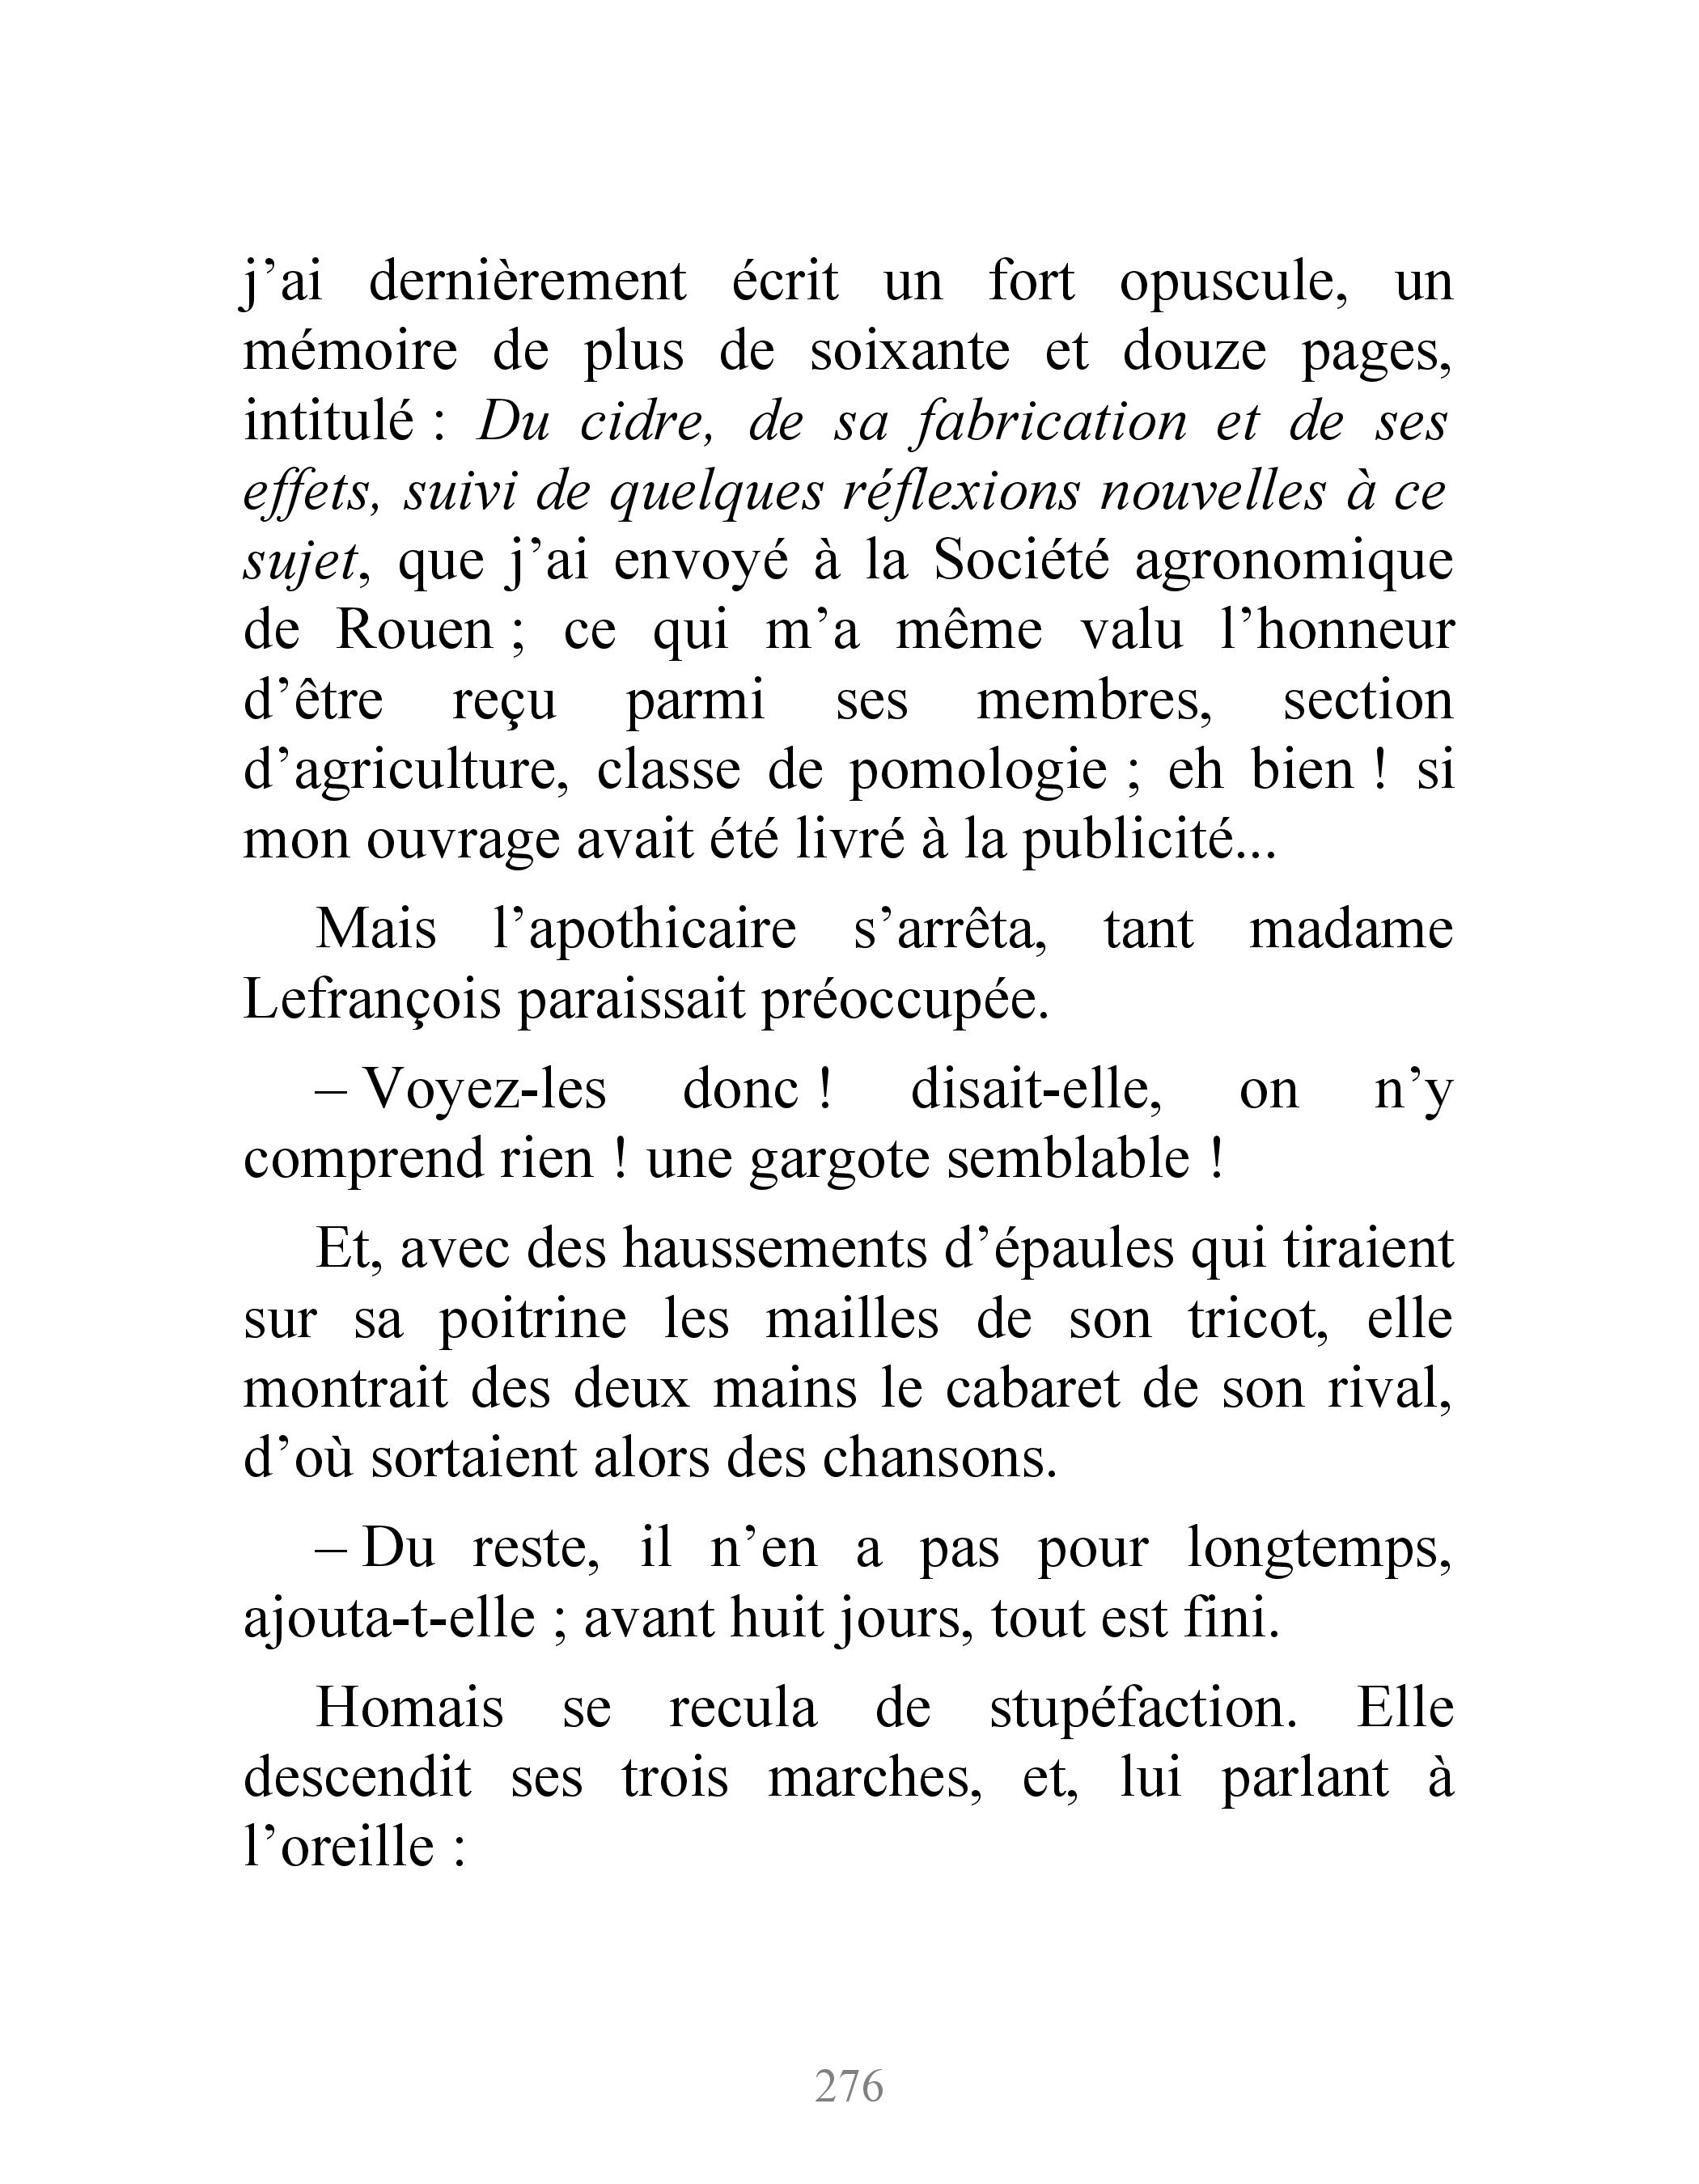 j’ai dernièrement écrit un fort opuscule, un
mémoire de plus de soixante et douze pages,
intitulé : Du cidre, de sa fabrication et de ses
effets, suivi de quelques réflexions nouvelles à ce
sujet, que j’ai envoyé à la Société agronomique
de Rouen ; ce qui m’a même valu l’honneur
d’être reçu parmi ses membres, section
d’agriculture, classe de pomologie ; eh bien ! si
mon ouvrage avait été livré à la publicité...
Mais l’apothicaire s’arrêta, tant madame
Lefrançois paraissait préoccupée.
– Voyez-les donc ! disait-elle, on n’y
comprend rien ! une gargote semblable !
Et, avec des haussements d’épaules qui tiraient
sur sa poitrine les mailles de son tricot, elle
montrait des deux mains le cabaret de son rival,
d’où sortaient alors des chansons.
– Du reste, il n’en a pas pour longtemps,
ajouta-t-elle ; avant huit jours, tout est fini.
Homais se recula de stupéfaction. Elle
descendit ses trois marches, et, lui parlant à
l’oreille :
276